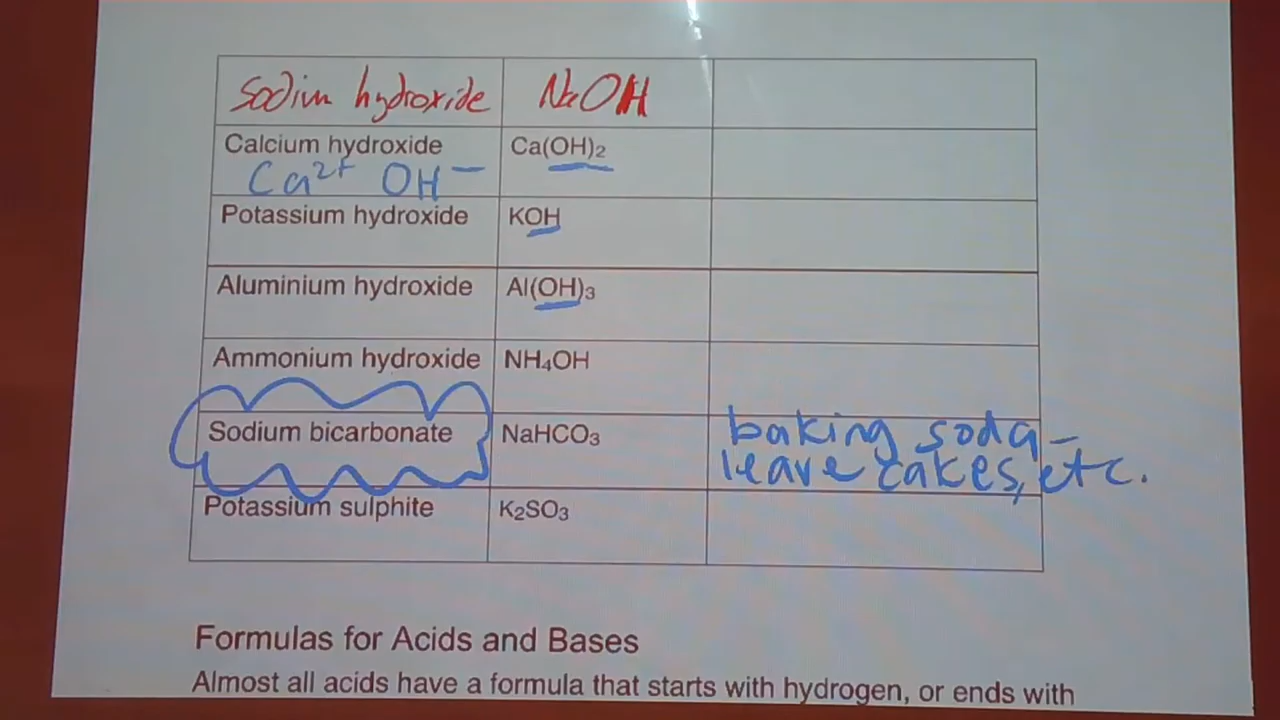 Sodium hydroxide NaOH
Calcium hydroxide Ca(OH)2
Ca2+ OH−
Potassium hydroxide KOH
Aluminium hydroxide Al(OH)3
Ammonium hydroxide NH4OH
Sodium bicarbonate NaHCO3 baking soda –
leave cakes, etc.
Potassium sulphite K2SO3
Formulas for Acids and Bases
Almost all acids have a formula that starts with hydrogen, or ends with